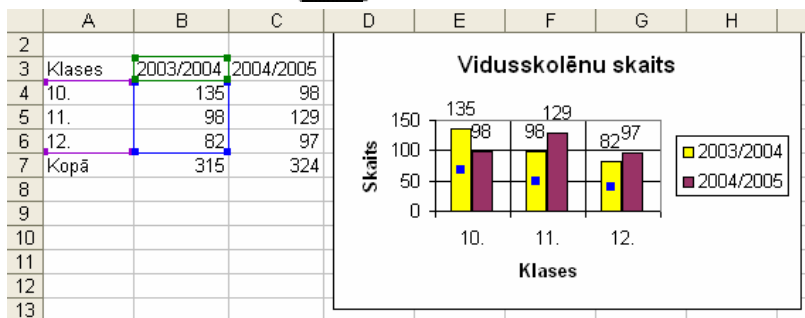 A B C D E F G H
2
3 Klases 2003/2004 2004/2005
4 10. 135 98
5 11. 98 129
6 12. 82 97
7 Kopā 315 324
8
9
10
11
12
13
Vidusskolēnu skaits
Skaits
150
100
50
0
135 98 98 129 82 97
10. 11. 12.
Klases
2003/2004
2004/2005